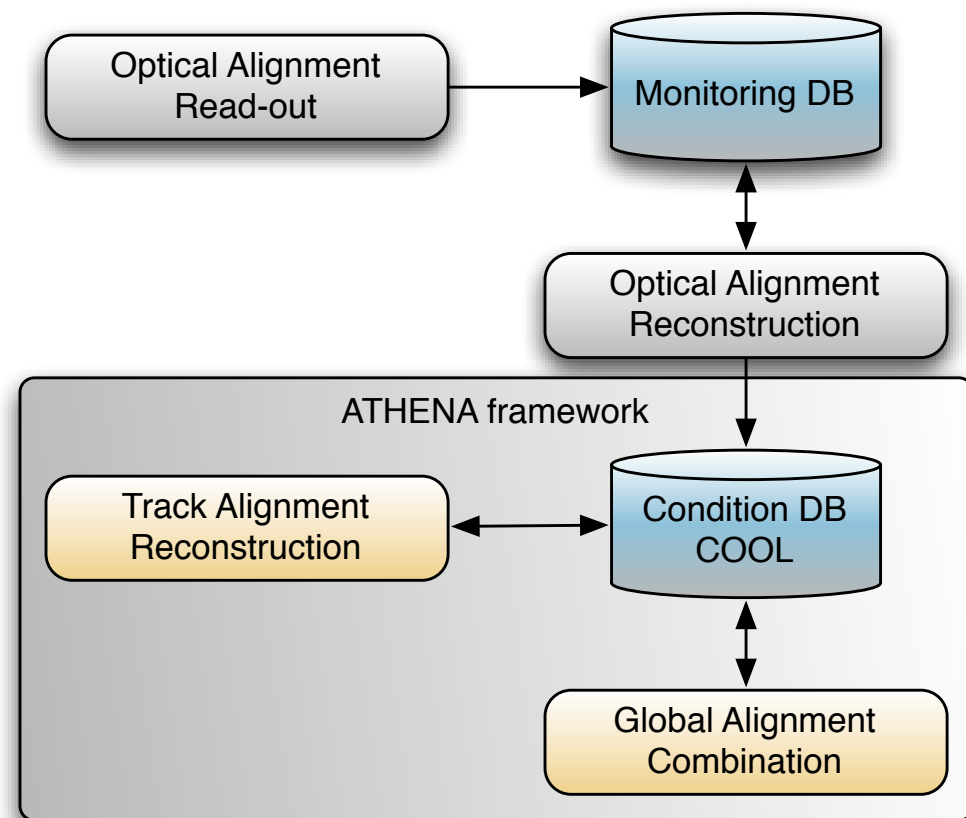 Optical Alignment
Read-out
Monitoring DB
Optical Alignment
Reconstruction
ATHENA framework
Track Alignment
Reconstruction
Condition DB
COOL
Global Alignment
Combination